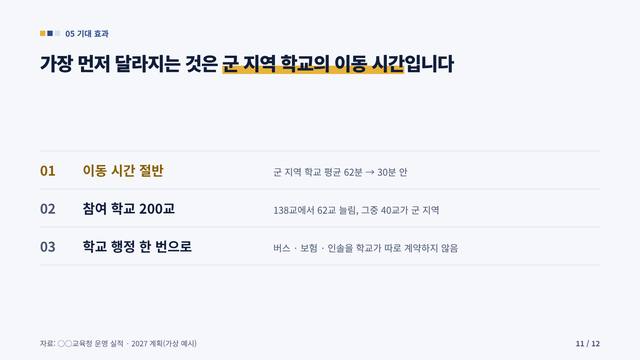 05 기대 효과
가장 먼저 달라지는 것은 군 지역 학교의 이동 시간입니다
01 이동 시간 절반 군 지역 학교 평균 62분 → 30분 안
02 참여 학교 200교 138교에서 62교 늘림, 그중 40교가 군 지역
03 학교 행정 한 번으로 버스 · 보험 · 인솔을 학교가 따로 계약하지 않음
자료: ○○교육청 운영 실적 · 2027 계획(가상 예시) 11 / 12